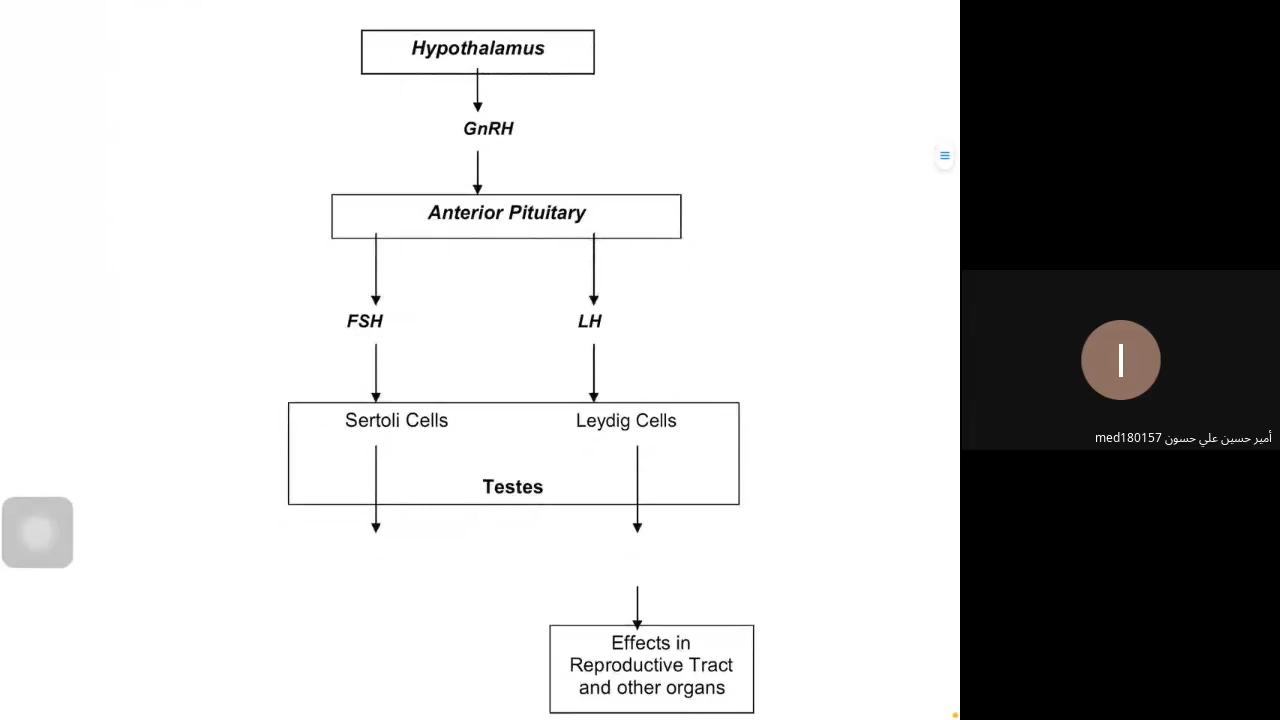 Hypothalamus
GnRH
Anterior Pituitary
FSH LH
Sertoli Cells Leydig Cells
Testes
Effects in
Reproductive Tract
and other organs
I
أمير حسين علي حسون med180157